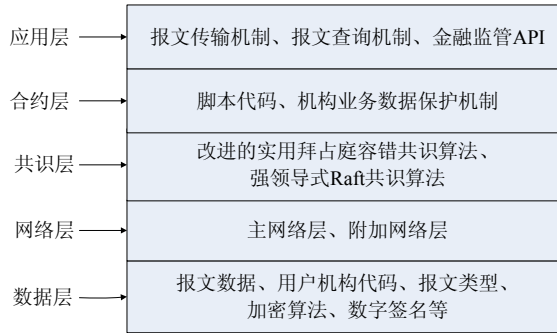 应用层
报文传输机制、报文查询机制、金融监管API
合约层
脚本代码、机构业务数据保护机制
共识层
改进的实用拜占庭容错共识算法、
强领导式Raft共识算法
网络层
主网络层、附加网络层
数据层
报文数据、用户机构代码、报文类型、
加密算法、数字签名等